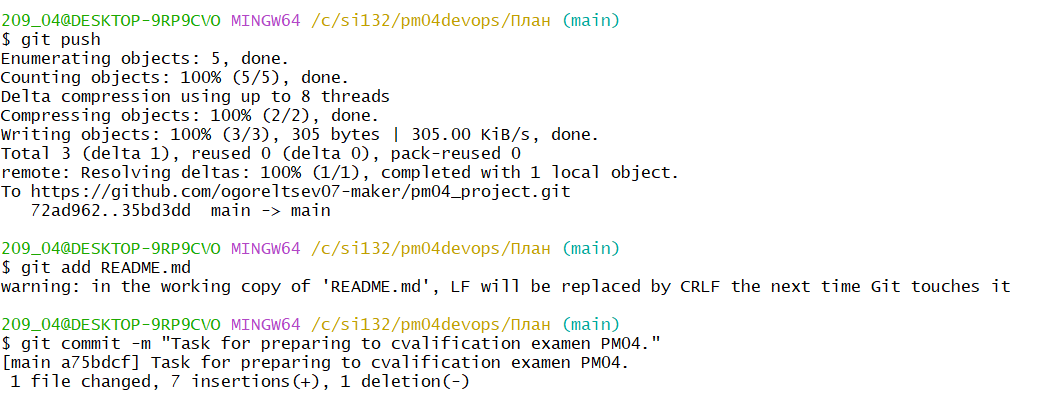 209_04@DESKTOP-9RP9CVO MINGW64 /c/si132/pm04devops/План (main)
$ git push
Enumerating objects: 5, done.
Counting objects: 100% (5/5), done.
Delta compression using up to 8 threads
Compressing objects: 100% (2/2), done.
Writing objects: 100% (3/3), 305 bytes | 305.00 KiB/s, done.
Total 3 (delta 1), reused 0 (delta 0), pack-reused 0
remote: Resolving deltas: 100% (1/1), completed with 1 local object.
To https://github.com/ogoreltsev07-maker/pm04_project.git
   72ad962..35bd3dd  main -> main
209_04@DESKTOP-9RP9CVO MINGW64 /c/si132/pm04devops/План (main)
$ git add README.md
warning: in the working copy of 'README.md', LF will be replaced by CRLF the next time Git touches it
209_04@DESKTOP-9RP9CVO MINGW64 /c/si132/pm04devops/План (main)
$ git commit -m "Task for preparing to cvalification examen PM04."
[main a75bdcf] Task for preparing to cvalification examen PM04.
 1 file changed, 7 insertions(+), 1 deletion(-)